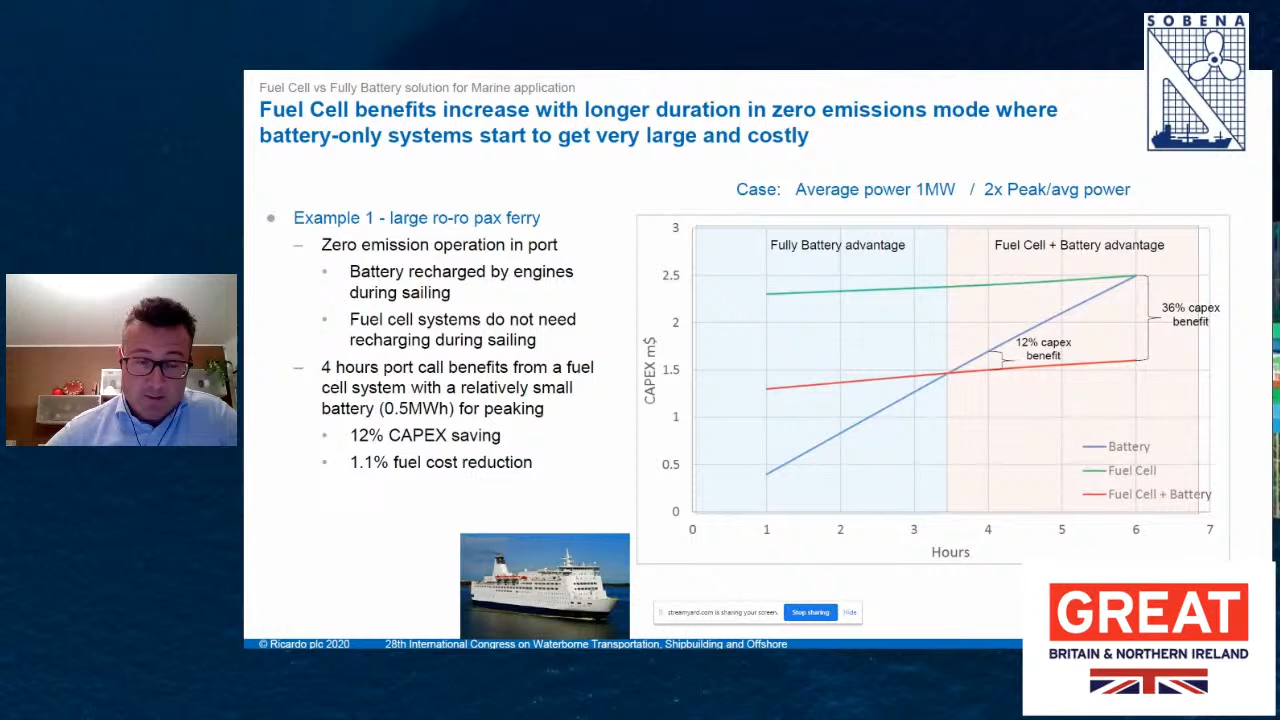 SOBENA
Fuel Cell vs Fully Battery solution for Marine application
Fuel Cell benefits increase with longer duration in zero emissions mode where
battery-only systems start to get very large and costly
Case: Average power 1MW / 2x Peak/avg power
Example 1 - large ro-ro pax ferry
Zero emission operation in port
Battery recharged by engines
during sailing
Fuel cell systems do not need
recharging during sailing
4 hours port call benefits from a fuel
cell system with a relatively small
battery (0.5MWh) for peaking
12% CAPEX saving
1.1% fuel cost reduction
CAPEX m$
3
2.5
2
1.5
1
0.5
0
Fully Battery advantage
Fuel Cell + Battery advantage
36% capex
benefit
12% capex
benefit
Battery
Fuel Cell
Fuel Cell + Battery
0 1 2 3 4 5 6 7
Hours
streamyard.com is sharing your screen. Stop sharing Hide
© Ricardo plc 2020 28th International Congress on Waterborne Transportation, Shipbuilding and Offshore
GREAT
BRITAIN & NORTHERN IRELAND